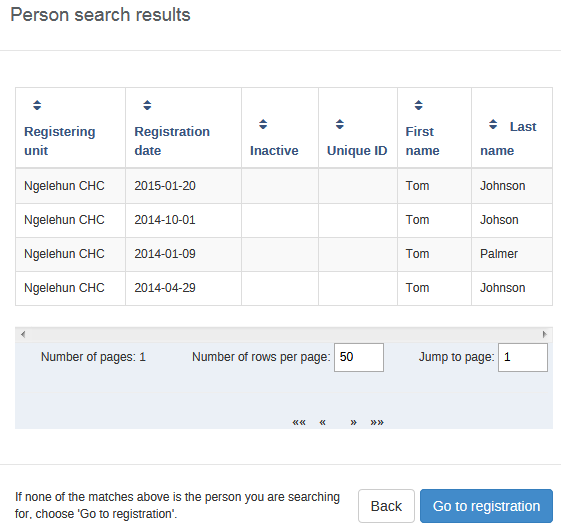 Person search results
Registering unit Registration date Inactive Unique ID First name Last name
Ngelehun CHC 2015-01-20 Tom Johnson
Ngelehun CHC 2014-10-01 Tom Johson
Ngelehun CHC 2014-01-09 Tom Palmer
Ngelehun CHC 2014-04-29 Tom Johnson
Number of pages: 1 Number of rows per page: 50 Jump to page: 1
«« « » »»
If none of the matches above is the person you are searching
for, choose 'Go to registration'.
Back Go to registration